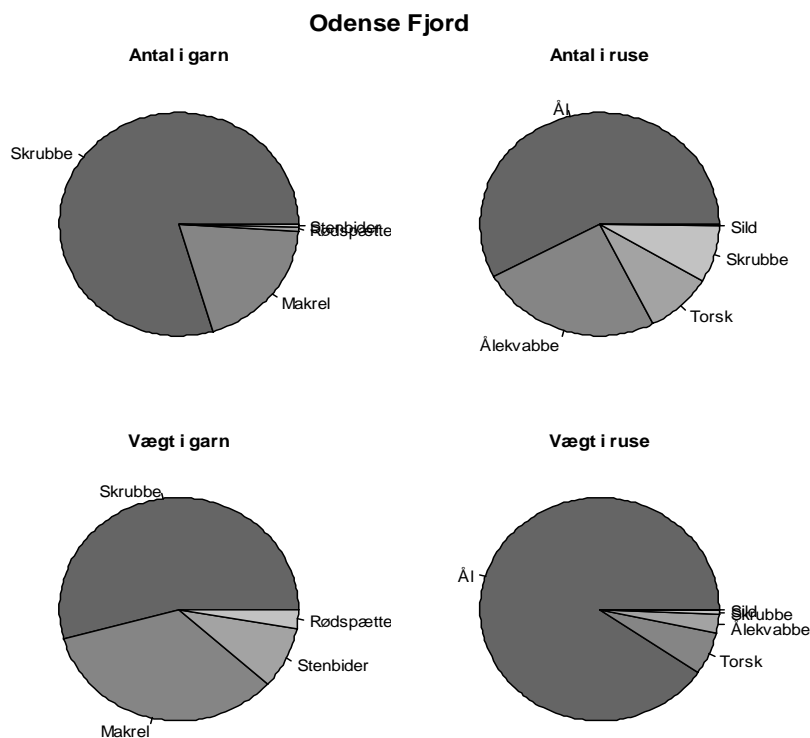 Odense Fjord
Antal i garn
Skrubbe
Stenbider
Rødspætte
Makrel
Antal i ruse
Ål
Sild
Skrubbe
Torsk
Ålekvabbe
Vægt i garn
Skrubbe
Rødspætte
Stenbider
Makrel
Vægt i ruse
Ål
Sild
Skrubbe
Ålekvabbe
Torsk